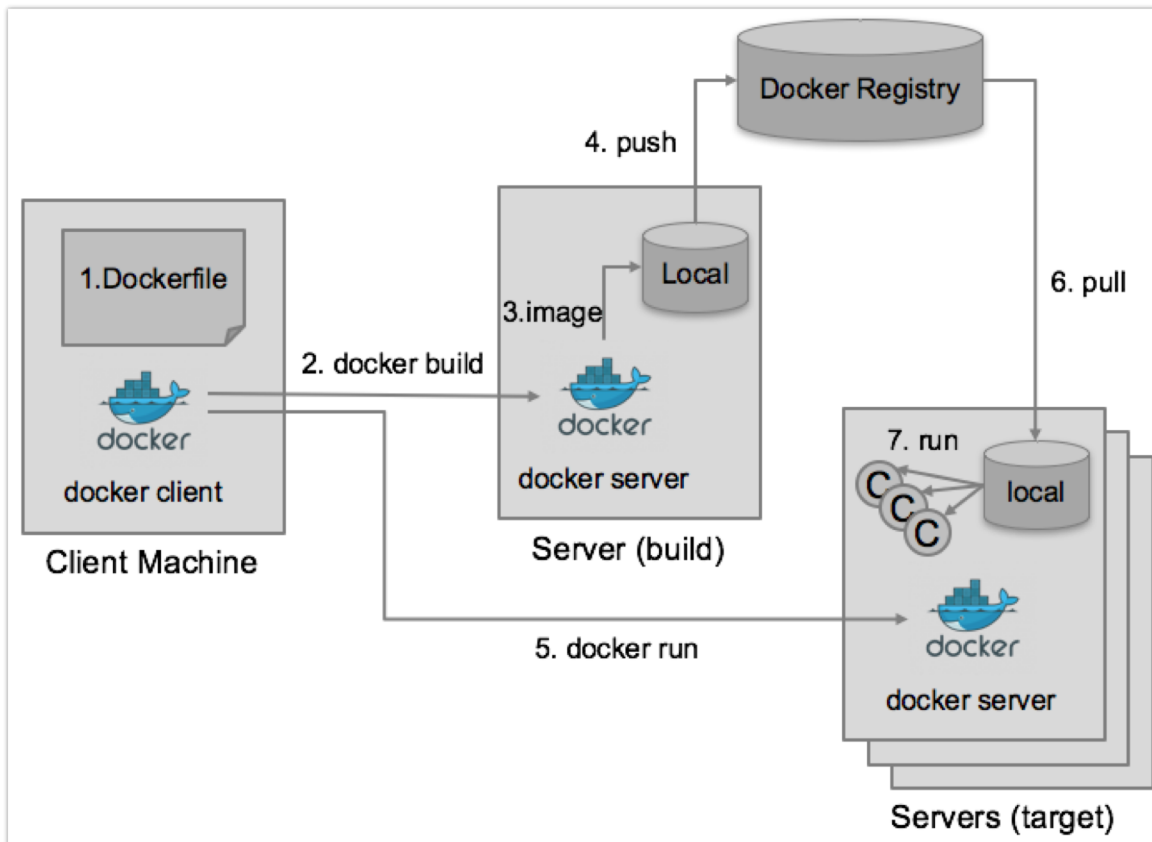 Docker Registry
4. push
1.Dockerfile
Local
6. pull
3.image
2. docker build
docker
docker
docker client
docker server
7. run
C
C
C
local
Client Machine
Server (build)
docker
5. docker run
docker server
Servers (target)